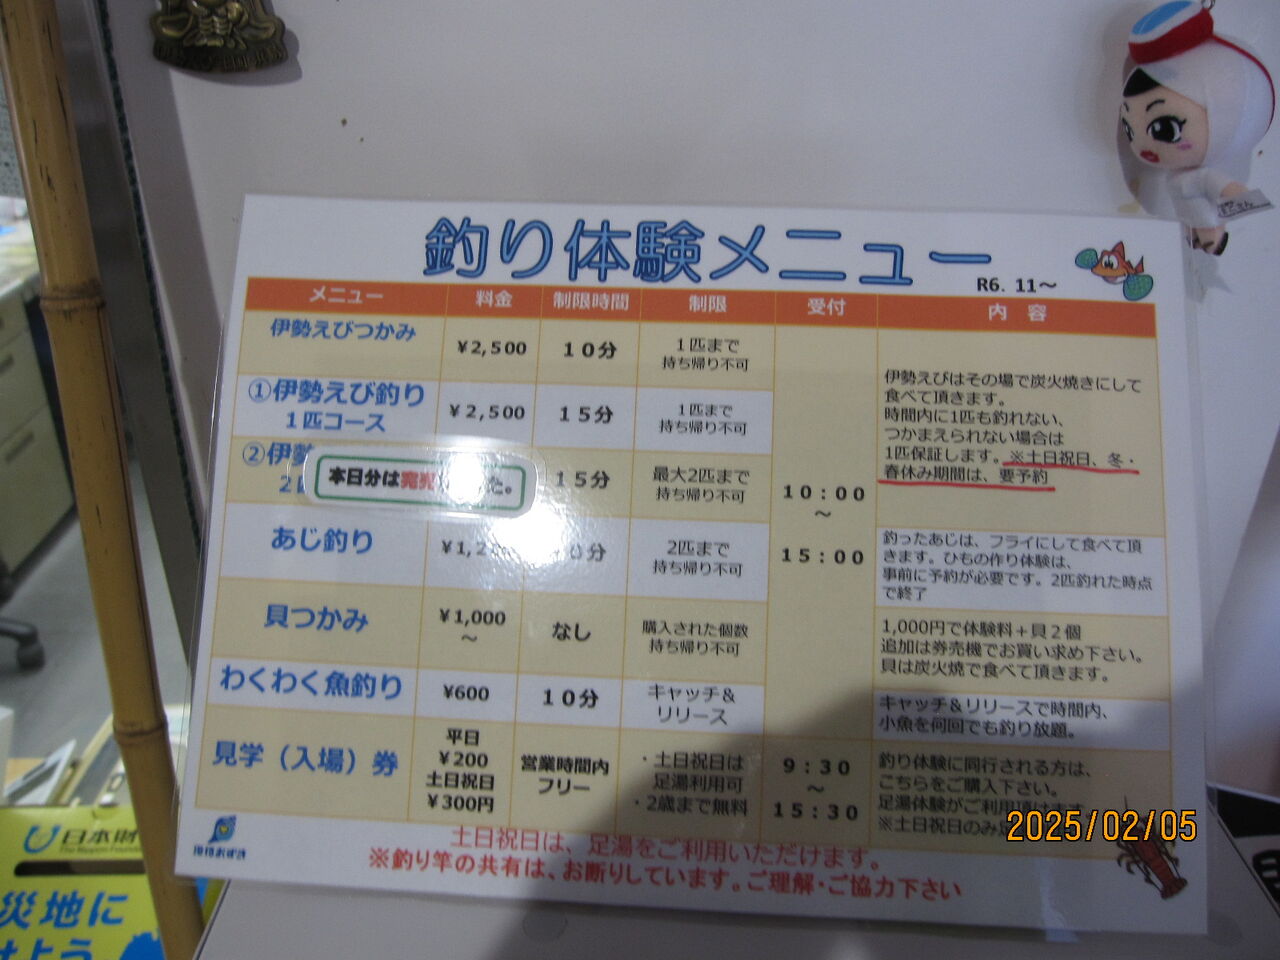 釣り体験メニュー
R6. 11～
メニュー 料金 制限時間 制限 受付 内 容
伊勢えびつかみ ¥2,500 10分 1匹まで
持ち帰り不可
①伊勢えび釣り
1匹コース ¥2,500 15分 1匹まで
持ち帰り不可
伊勢えびはその場で炭火焼きにして
食べて頂きます。
時間内に1匹も釣れない、
つかまえられない場合は
1匹保証します。※土日祝日、冬・
春休み期間は、要予約
②伊勢
2
本日分は完売 た。
15分 最大2匹まで
持ち帰り不可
10:00
～
15:00
あじ釣り ¥1,2 分 2匹まで
持ち帰り不可
釣ったあじは、フライにして食べて頂
きます。ひもの作り体験は、
事前に予約が必要です。2匹釣れた時点
で終了
貝つかみ ¥1,000
～ なし 購入された個数
持ち帰り不可
1,000円で体験料＋貝2個
追加は券売機でお買い求め下さい。
貝は炭火焼で食べて頂きます。
わくわく魚釣り ¥600 10分 キャッチ&
リリース
キャッチ&リリースで時間内、
小魚を何回でも釣り放題。
見学（入場）券 平日
¥200
土日祝日
¥300円
営業時間内
フリー
・土日祝日は
足湯利用可
・2歳まで無料
9:30
～
15:30
釣り体験に同行される方は、
こちらをご購入下さい。
足湯体験がご利用頂けます
※土日祝日のみ
土日祝日は、足湯をご利用いただけます。
※釣り竿の共有は、お断りしています。ご理解・ご協力下さい
2025/02/05
日本財
The Nippon
災地に
けよう